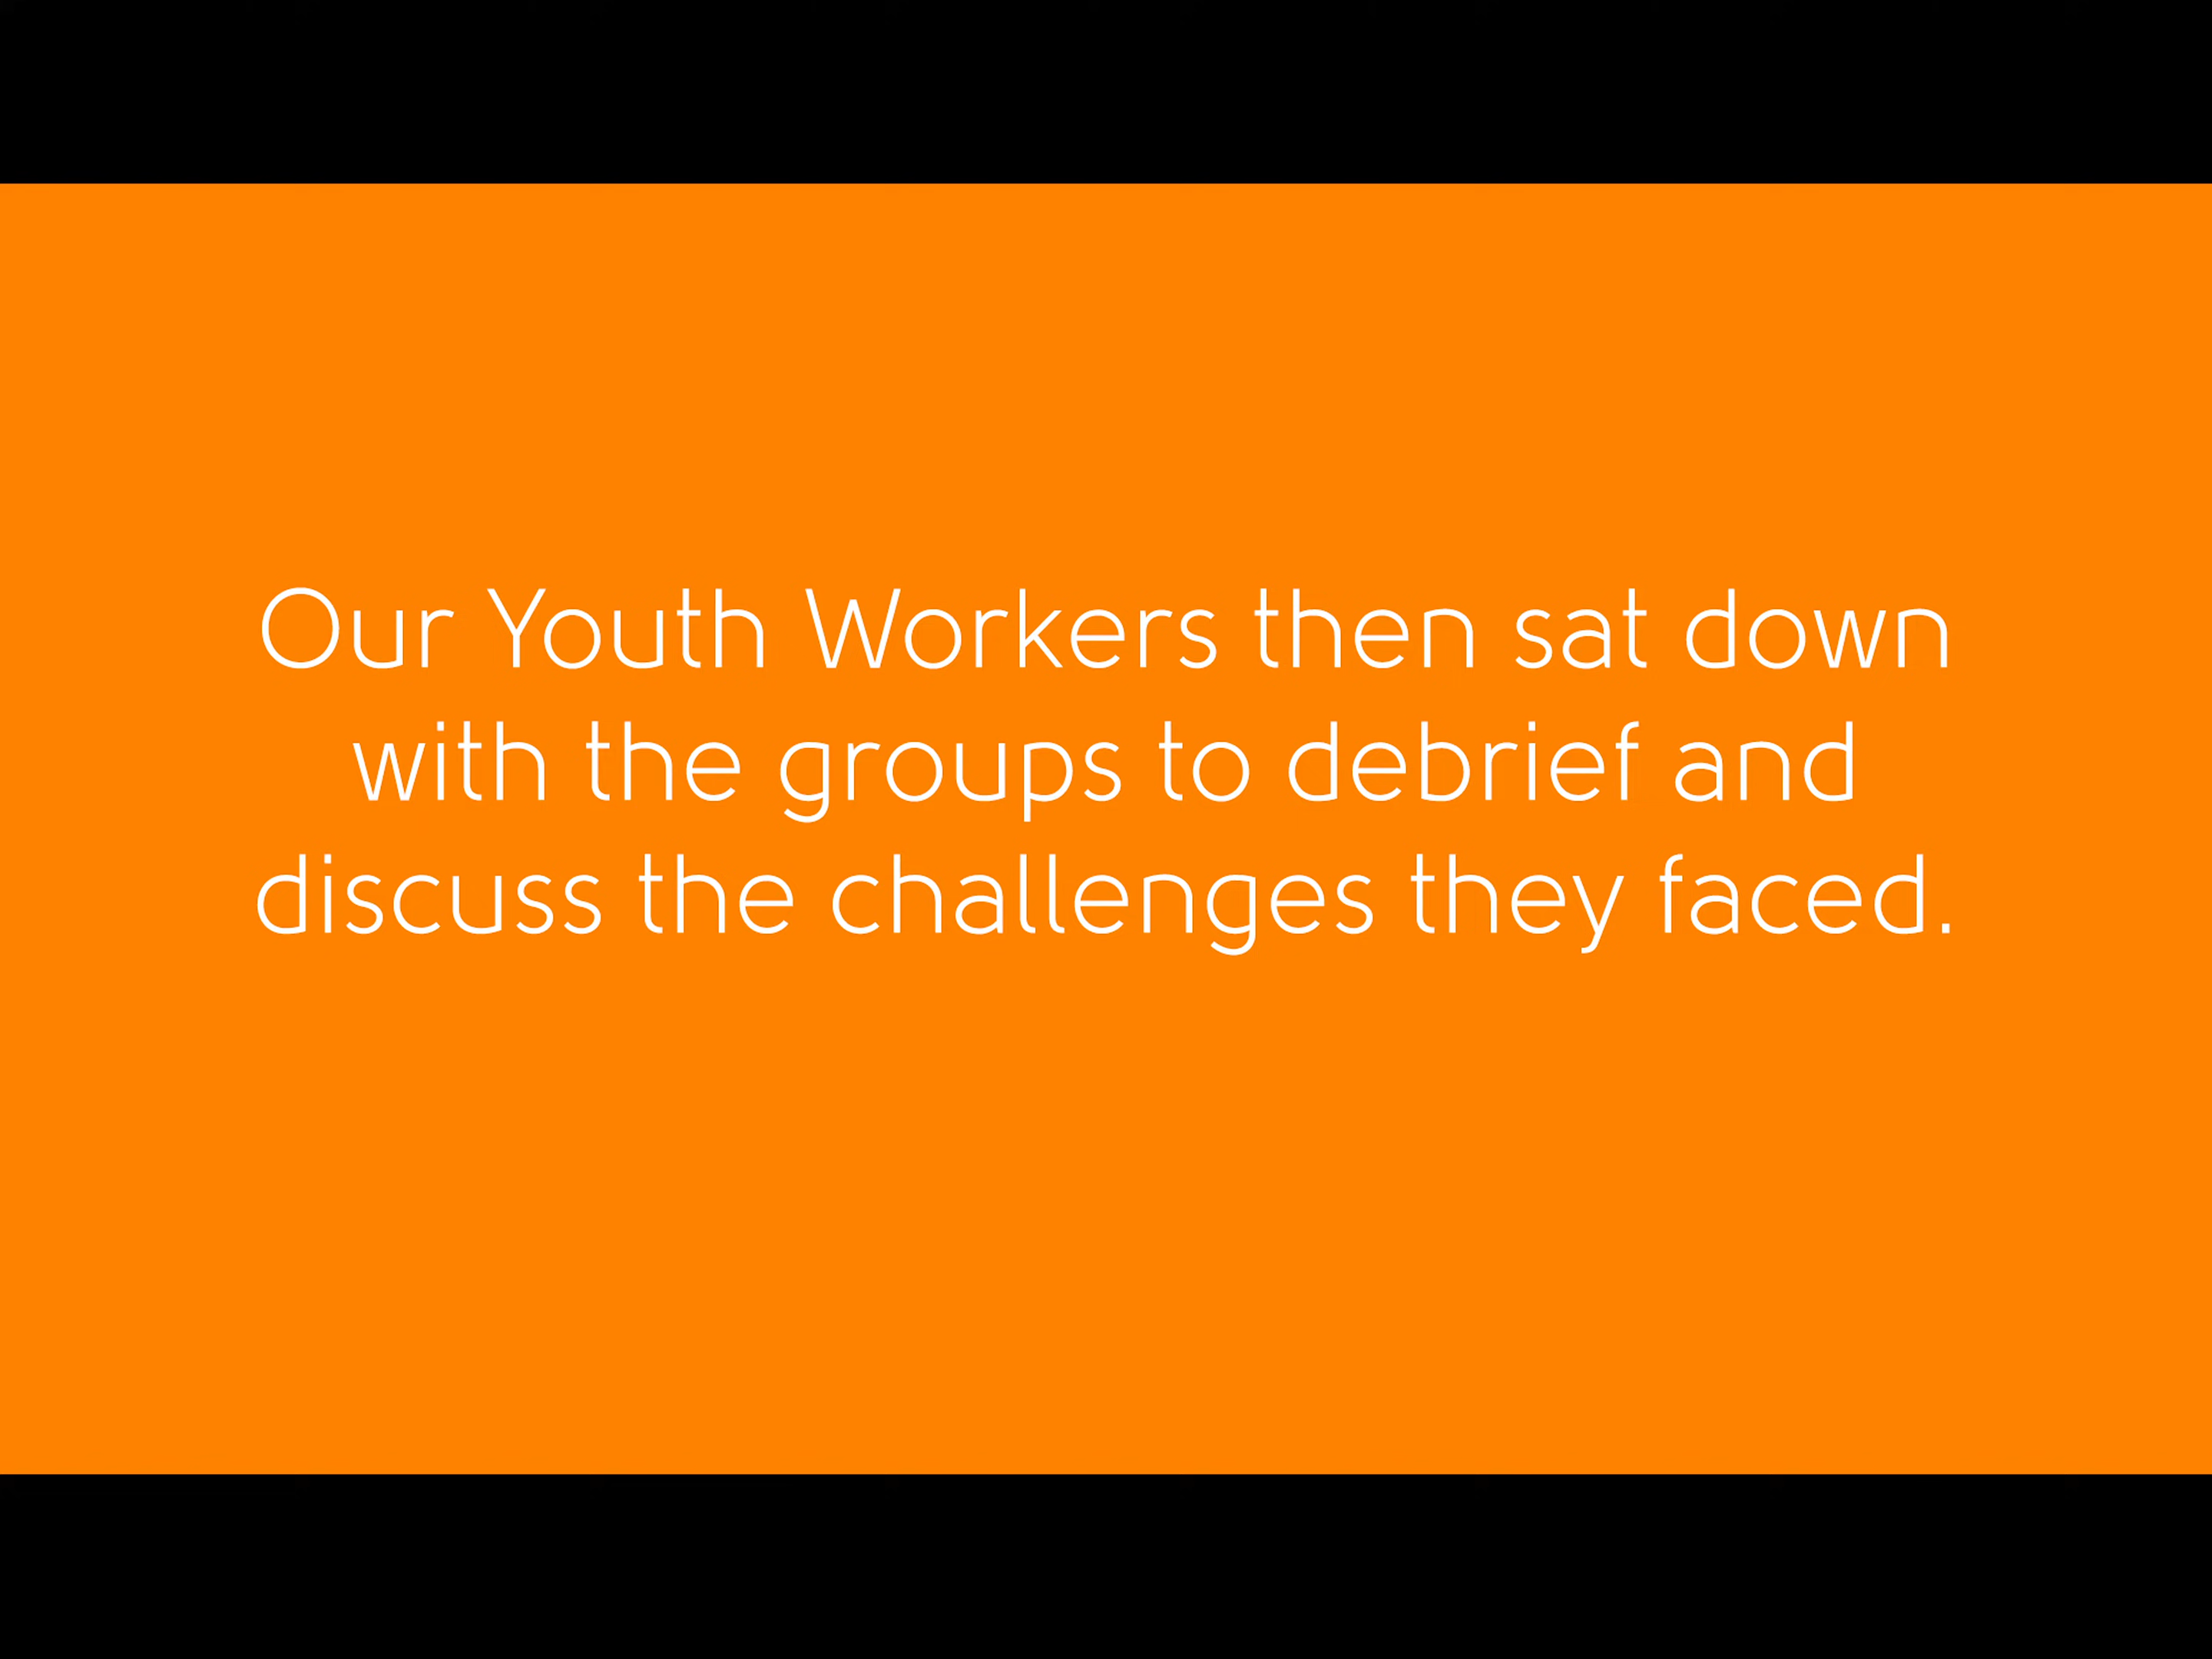 Our Youth Workers then sat down
with the groups to debrief and
discuss the challenges they faced.